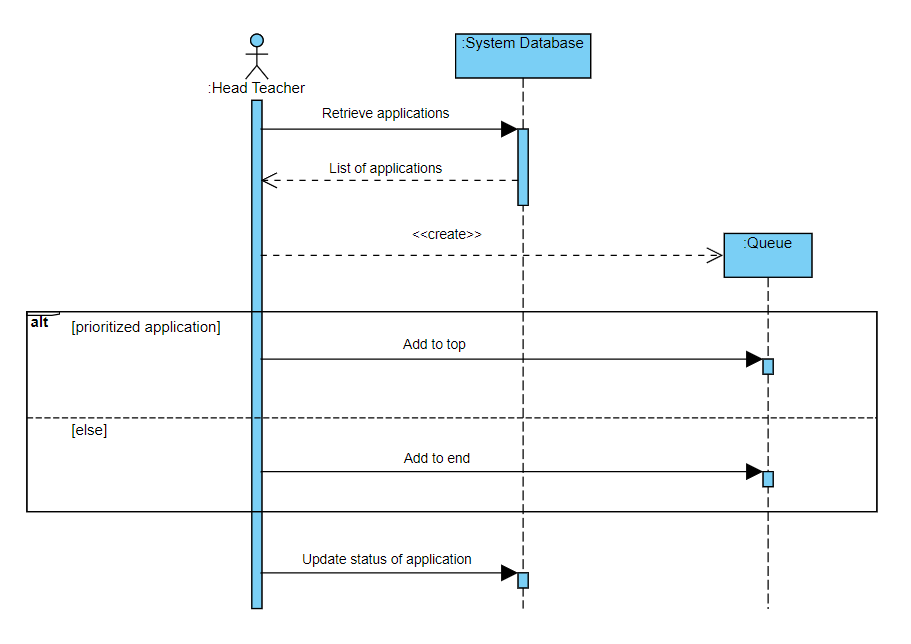 :System Database
:Head Teacher
Retrieve applications
List of applications
<<create>>
:Queue
alt
[prioritized application]
Add to top
[else]
Add to end
Update status of application